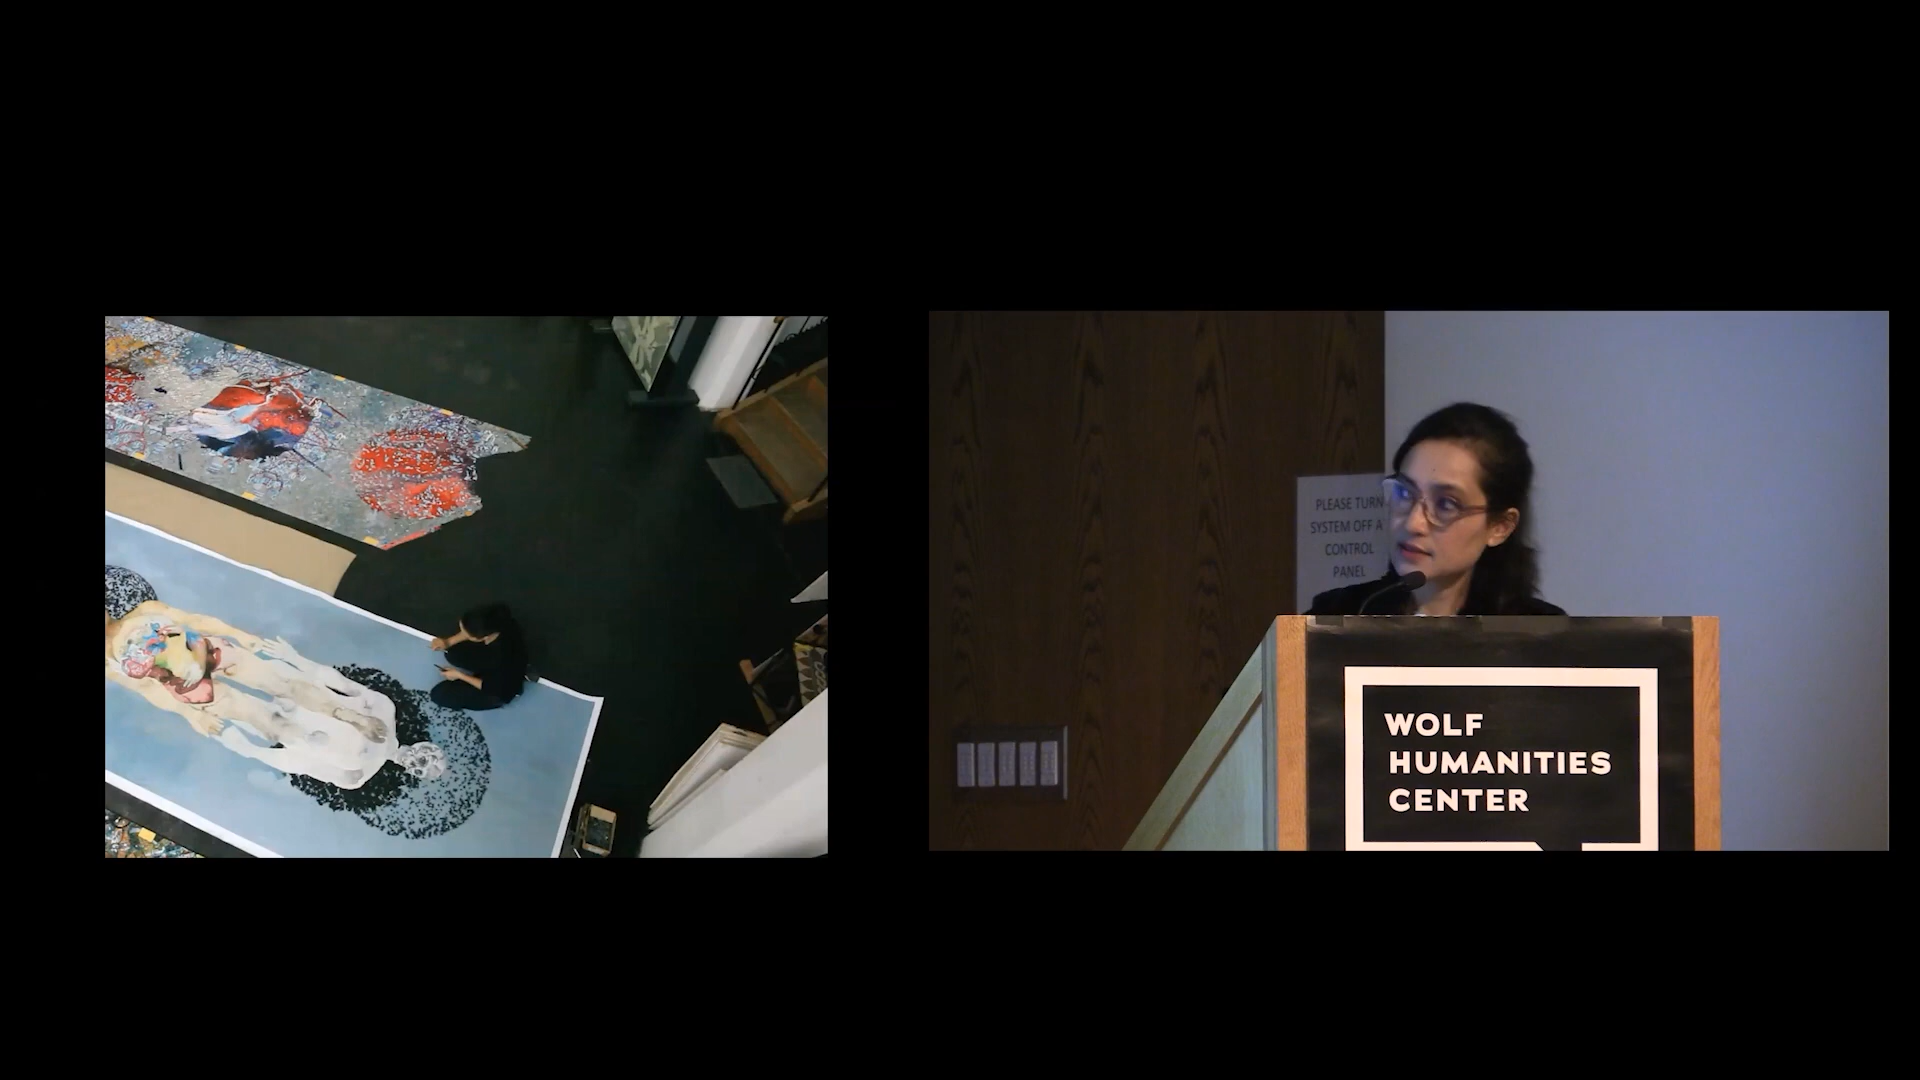 PLEASE TURN
SYSTEM OFF A
CONTROL
PANEL
WOLF
HUMANITIES
CENTER